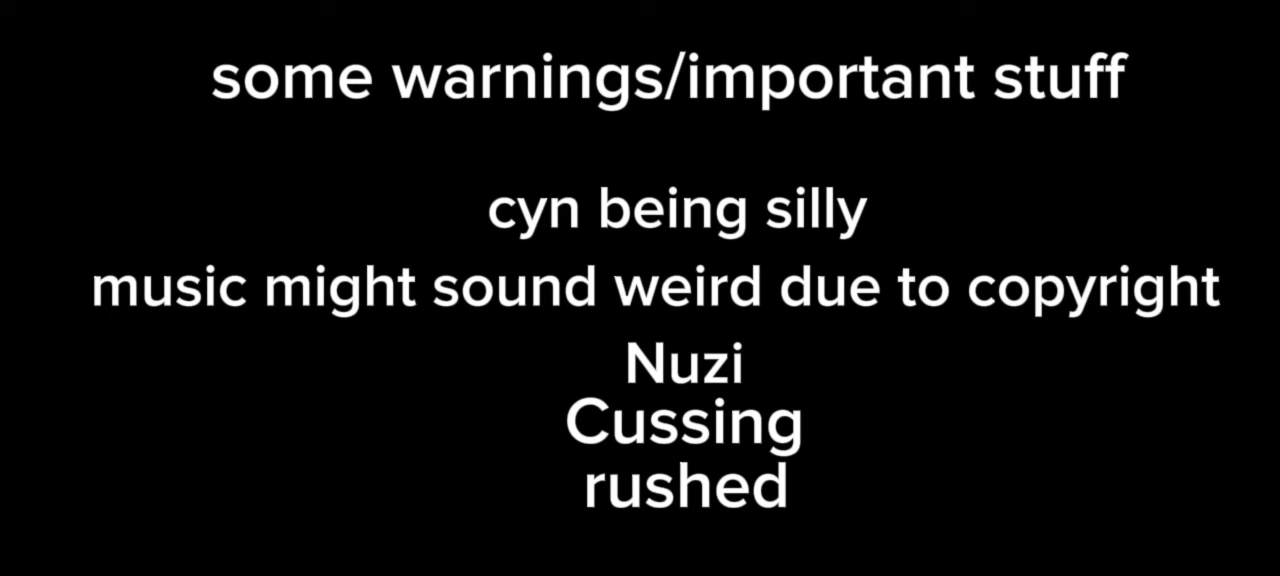 some warnings/important stuff
cyn being silly
music might sound weird due to copyright
Nuzi
Cussing
rushed